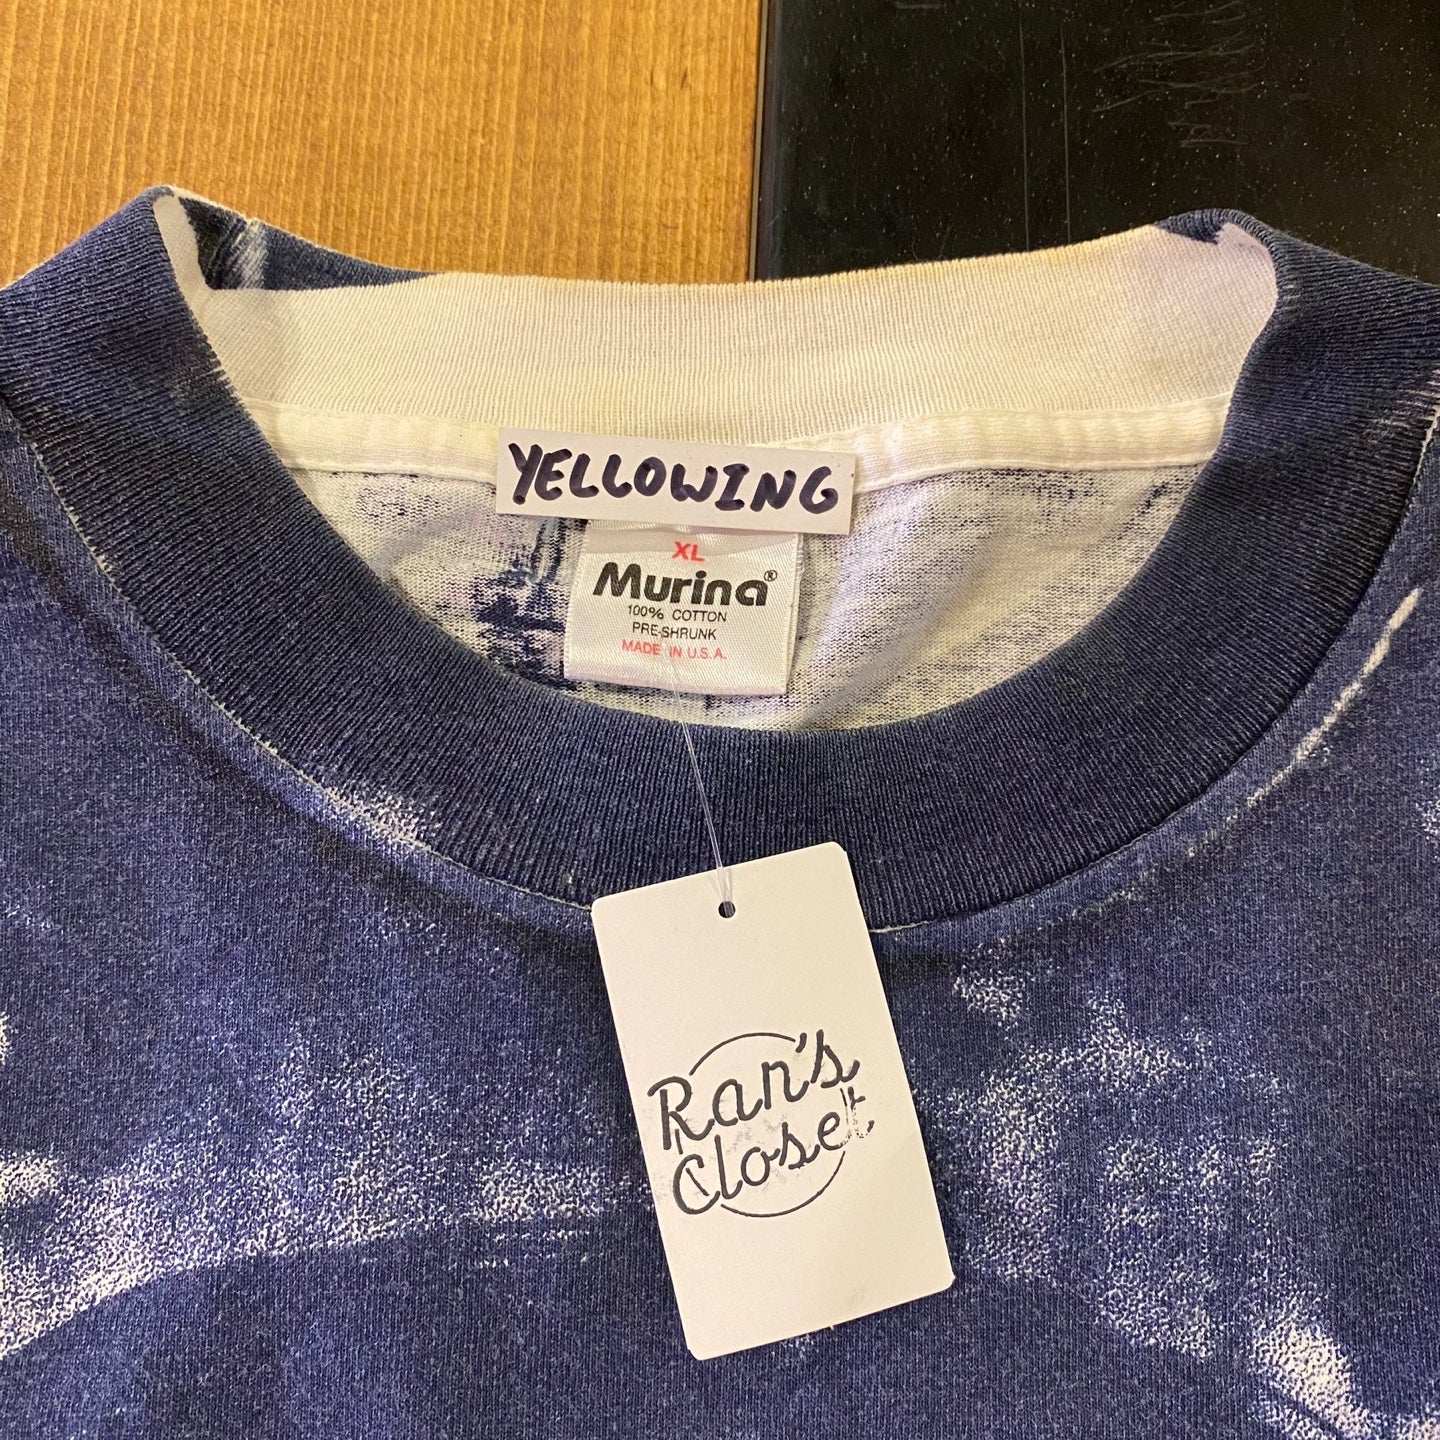 YELLOWING
XL
Murina®
100% COTTON
PRE-SHRUNK
MADE IN U.S.A.
Ran's
Closet